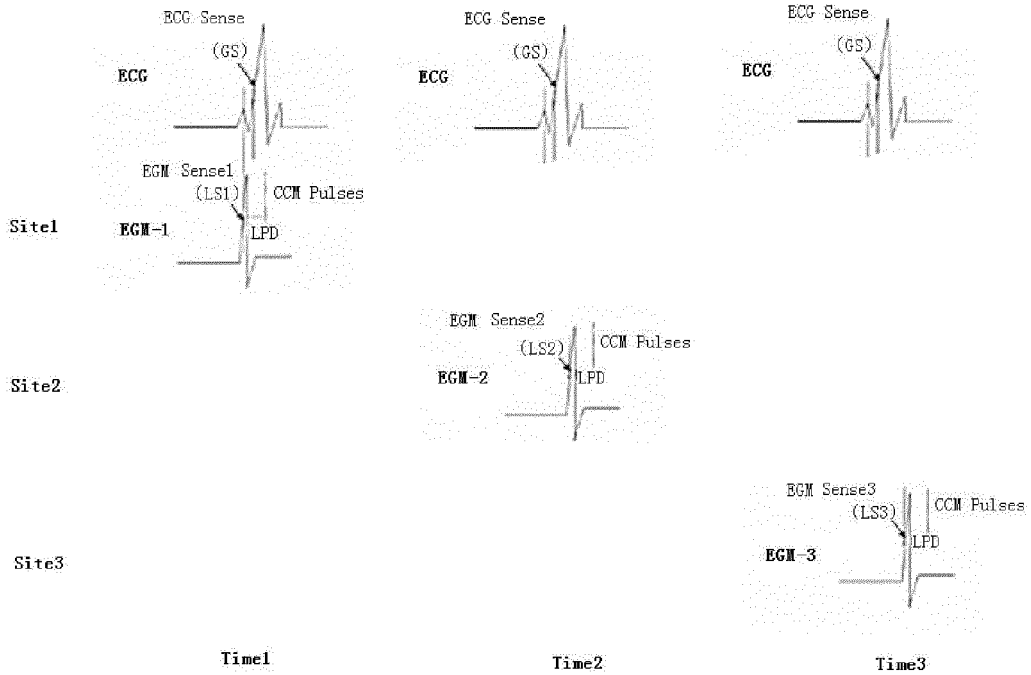 ECG Sense
(GS)
ECG
ECG Sense
(GS)
ECG
ECG Sense
(GS)
ECG
EGM Sense1
(LS1)
CCM Pulses
Site1
EGM-1
LPD
EGM Sense2
(LS2)
CCM Pulses
Site2
EGM-2
LPD
EGM Sense3
(LS3)
CCM Pulses
Site3
EGM-3
LPD
Time1
Time2
Time3